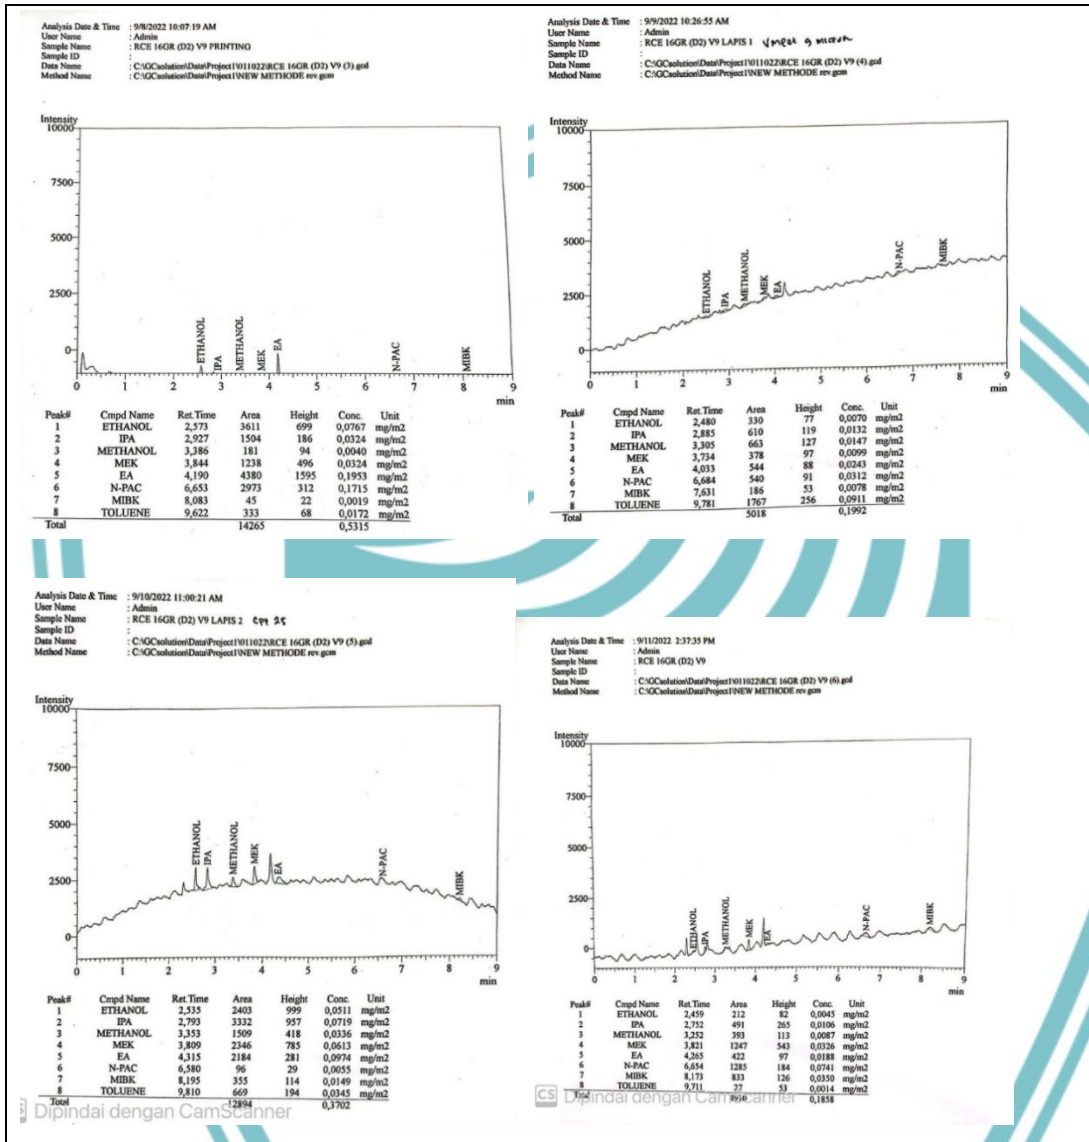 Analysis Date & Time : 9/8/2022 10:07:19 AM
User Name : Admin
Sample Name : RCE 16GR (D2) V9 PRINTING
Sample ID :
Data Name : C:\GCsolution\Data\Project1\011022\RCE 16GR (D2) V9 (3).gcd
Method Name : C:\GCsolution\Data\Project1\NEW METHODE rev.gcm
Intensity
10000
7500
5000
2500
0
ETHANOL IPA METHANOL MEK EA N-PAC MIBK
0 1 2 3 4 5 6 7 8 9
min
Peak# Cmpd Name Ret.Time Area Height Conc. Unit
1 ETHANOL 2,573 3611 699 0,0767 mg/m2
2 IPA 2,927 1504 186 0,0324 mg/m2
3 METHANOL 3,386 181 94 0,0040 mg/m2
4 MEK 3,844 1238 496 0,0324 mg/m2
5 EA 4,190 4380 1595 0,1953 mg/m2
6 N-PAC 6,653 2973 312 0,1715 mg/m2
7 MIBK 8,083 45 22 0,0019 mg/m2
8 TOLUENE 9,622 333 68 0,0172 mg/m2
Total 14265 0,5315
Analysis Date & Time : 9/9/2022 10:26:55 AM
User Name : Admin
Sample Name : RCE 16GR (D2) V9 LAPIS 1 Vmpet 9 micron
Sample ID :
Data Name : C:\GCsolution\Data\Project1\011022\RCE 16GR (D2) V9 (4).gcd
Method Name : C:\GCsolution\Data\Project1\NEW METHODE rev.gcm
Intensity
10000
7500
5000
2500
0
ETHANOL IPA METHANOL MEK EA N-PAC MIBK
0 1 2 3 4 5 6 7 8 9
min
Peak# Cmpd Name Ret.Time Area Height Conc. Unit
1 ETHANOL 2,480 330 77 0,0070 mg/m2
2 IPA 2,885 610 119 0,0132 mg/m2
3 METHANOL 3,305 663 127 0,0147 mg/m2
4 MEK 3,734 378 97 0,0099 mg/m2
5 EA 4,033 544 88 0,0243 mg/m2
6 N-PAC 6,684 540 91 0,0312 mg/m2
7 MIBK 7,631 186 53 0,0078 mg/m2
8 TOLUENE 9,781 1767 256 0,0911 mg/m2
Total 5018 0,1992
Analysis Date & Time : 9/10/2022 11:00:21 AM
User Name : Admin
Sample Name : RCE 16GR (D2) V9 LAPIS 2 25
Sample ID :
Data Name : C:\GCsolution\Data\Project1\011022\RCE 16GR (D2) V9 (5).gcd
Method Name : C:\GCsolution\Data\Project1\NEW METHODE rev.gcm
Intensity
10000
7500
5000
2500
0
ETHANOL IPA METHANOL MEK EA N-PAC MIBK
0 1 2 3 4 5 6 7 8 9
min
Peak# Cmpd Name Ret.Time Area Height Conc. Unit
1 ETHANOL 2,535 2403 999 0,0511 mg/m2
2 IPA 2,793 3332 957 0,0719 mg/m2
3 METHANOL 3,353 1509 418 0,0336 mg/m2
4 MEK 3,809 2346 785 0,0613 mg/m2
5 EA 4,315 2184 281 0,0974 mg/m2
6 N-PAC 6,580 96 29 0,0055 mg/m2
7 MIBK 8,195 355 114 0,0149 mg/m2
8 TOLUENE 9,810 669 194 0,0345 mg/m2
Total 12894 0,3702
CS Dipindai dengan CamScanner
Analysis Date & Time : 9/11/2022 2:37:35 PM
User Name : Admin
Sample Name : RCE 16GR (D2) V9
Sample ID :
Data Name : C:\GCsolution\Data\Project1\011022\RCE 16GR (D2) V9 (6).gcd
Method Name : C:\GCsolution\Data\Project1\NEW METHODE rev.gcm
Intensity
10000
7500
5000
2500
0
ETHANOL IPA METHANOL MEK EA N-PAC MIBK
0 1 2 3 4 5 6 7 8 9
min
Peak# Cmpd Name Ret.Time Area Height Conc. Unit
1 ETHANOL 2,459 212 82 0,0045 mg/m2
2 IPA 2,752 491 265 0,0106 mg/m2
3 METHANOL 3,252 393 113 0,0087 mg/m2
4 MEK 3,821 1247 543 0,0326 mg/m2
5 EA 4,265 422 97 0,0188 mg/m2
6 N-PAC 6,654 1285 184 0,0741 mg/m2
7 MIBK 8,173 833 126 0,0350 mg/m2
8 TOLUENE 9,711 27 53 0,0014 mg/m2
Total 0,1858
CS Dipindai dengan CamScanner